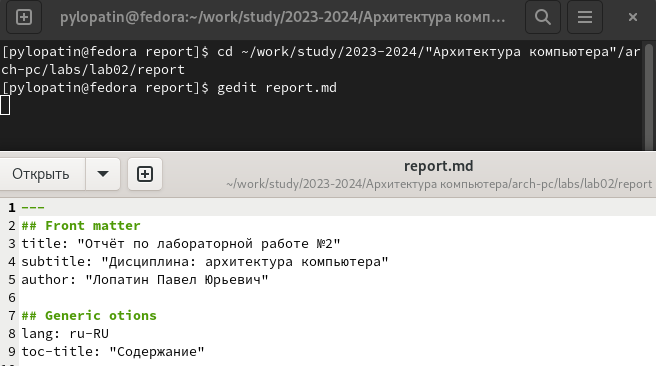 pylopatin@fedora:~/work/study/2023-2024/Архитектура комп...
[pylopatin@fedora report]$ cd ~/work/study/2023-2024/"Архитектура компьютера"/ar
ch-pc/labs/lab02/report
[pylopatin@fedora report]$ gedit report.md
Открыть
report.md
~/work/study/2023-2024/Архитектура компьютера/arch-pc/labs/lab02/report
1 ---
2 ## Front matter
3 title: "Отчёт по лабораторной работе №2"
4 subtitle: "Дисциплина: архитектура компьютера"
5 author: "Лопатин Павел Юрьевич"
6
7 ## Generic otions
8 lang: ru-RU
9 toc-title: "Содержание"